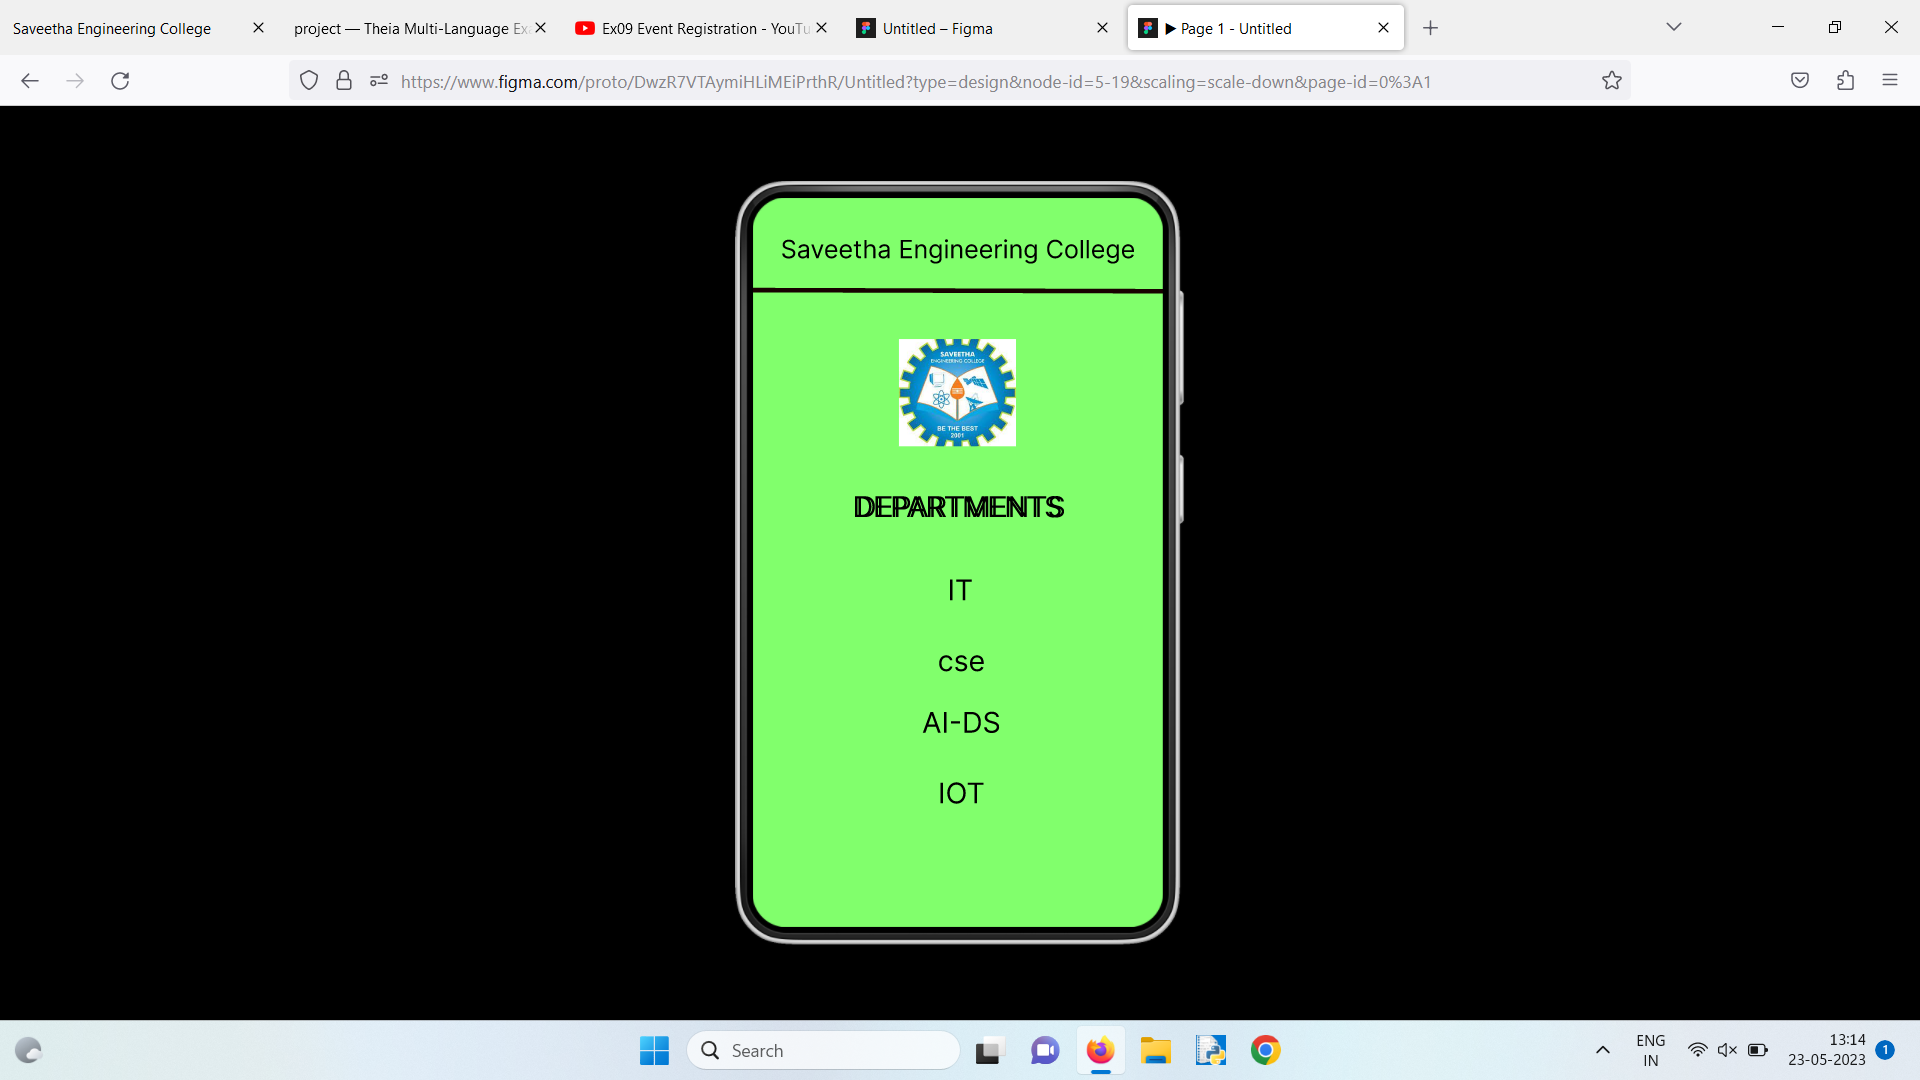 Saveetha Engineering College
project — Theia Multi-Language Exa
Ex09 Event Registration - YouTu
Untitled – Figma
Page 1 - Untitled
https://www.figma.com/proto/DwzR7VTAymiHLiMEiPrthR/Untitled?type=design&node-id=5-19&scaling=scale-down&page-id=0%3A1
Saveetha Engineering College
SAVEETHA
ENGINEERING COLLEGE
BE THE BEST
2001
DEPARTMENTS
IT
cse
AI-DS
IOT
Search
ENG
IN
13:14
23-05-2023
1